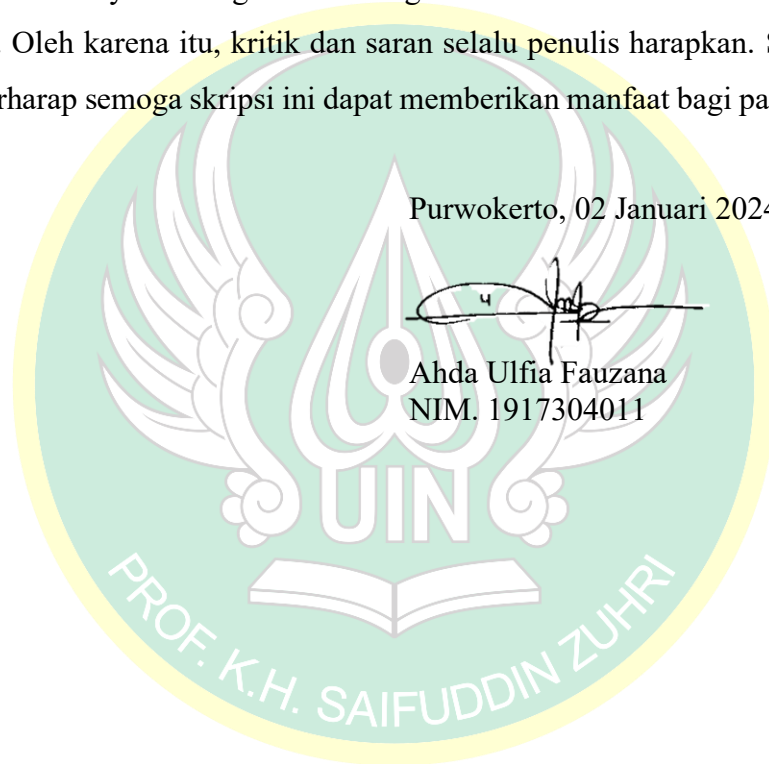 . Oleh karena itu, kritik dan saran selalu penulis harapkan.
rharap semoga skripsi ini dapat memberikan manfaat bagi pa
Purwokerto, 02 Januari 2024
Ahda Ulfia Fauzana
NIM. 1917304011
UIN
PROF. K.H. SAIFUDDIN ZUHRI